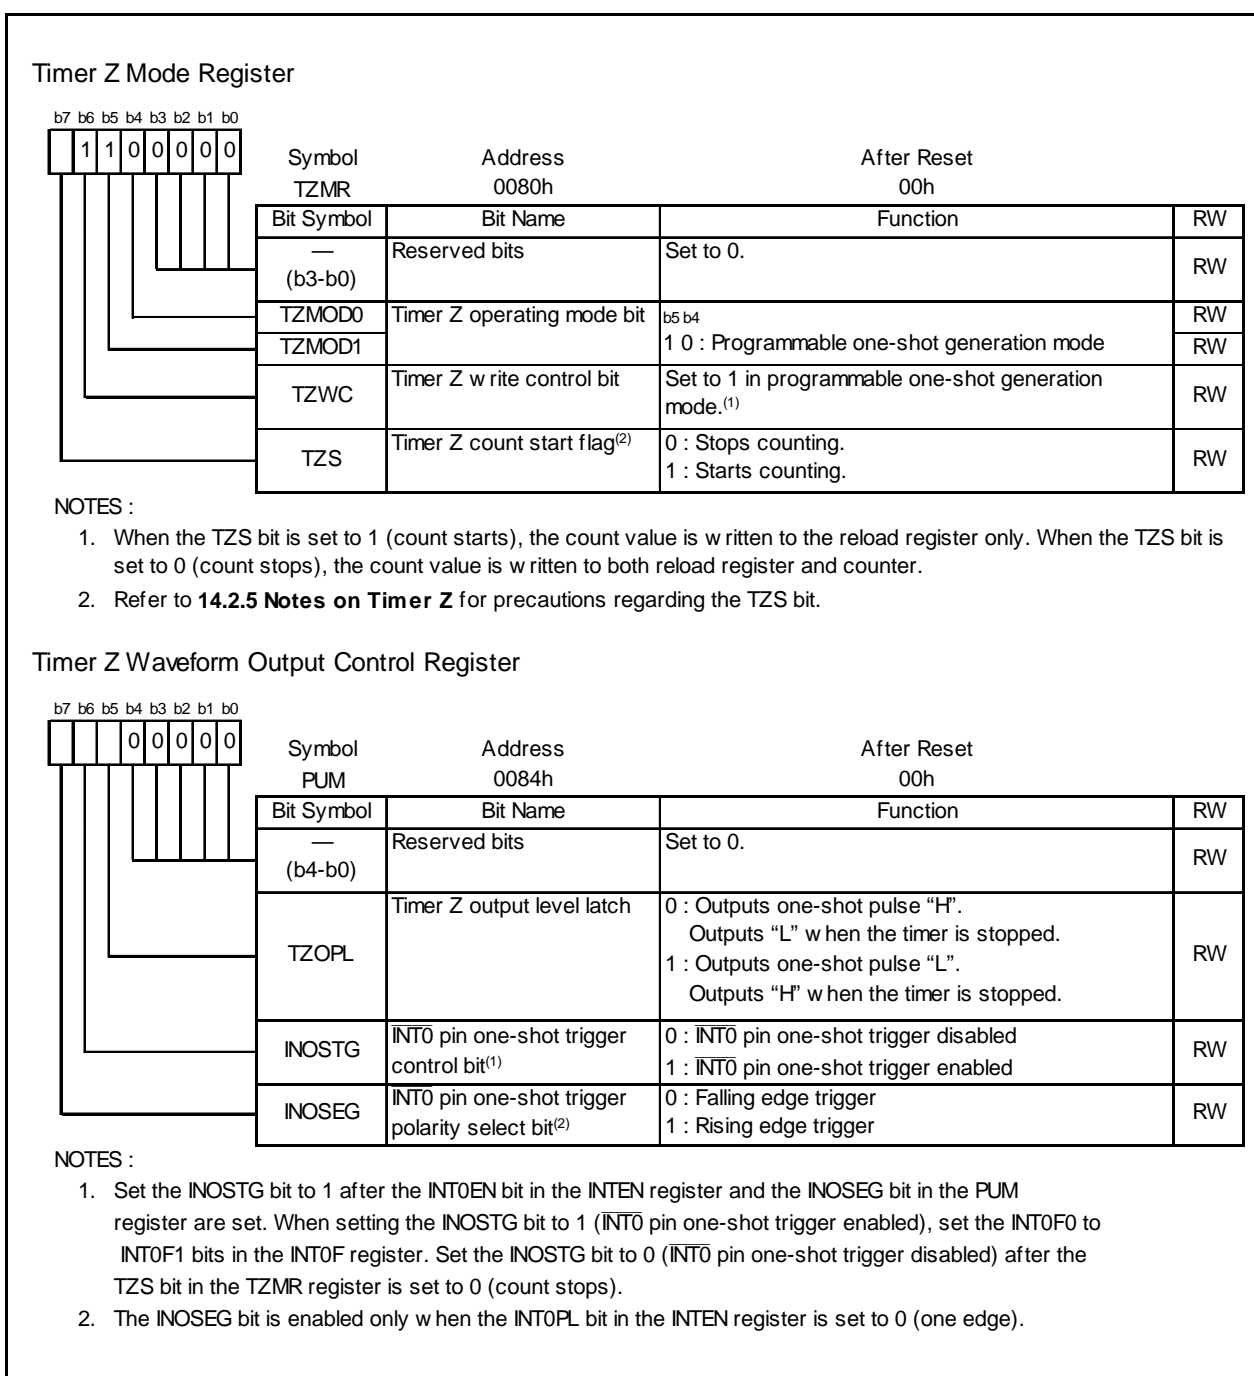 Timer Z Mode Register
b7 b6 b5 b4 b3 b2 b1 b0
1 1 0 0 0 0 0
Symbol Address After Reset
TZMR 0080h 00h
Bit Symbol Bit Name Function RW
— Reserved bits Set to 0. RW
(b3-b0)
TZMOD0 Timer Z operating mode bit b5 b4 RW
TZMOD1 1 0 : Programmable one-shot generation mode RW
TZWC Timer Z write control bit Set to 1 in programmable one-shot generation RW
mode.(1)
TZS Timer Z count start flag(2) 0 : Stops counting. RW
1 : Starts counting.
NOTES :
1. When the TZS bit is set to 1 (count starts), the count value is written to the reload register only. When the TZS bit is
set to 0 (count stops), the count value is written to both reload register and counter.
2. Refer to 14.2.5 Notes on Timer Z for precautions regarding the TZS bit.
Timer Z Waveform Output Control Register
b7 b6 b5 b4 b3 b2 b1 b0
0 0 0 0 0
Symbol Address After Reset
PUM 0084h 00h
Bit Symbol Bit Name Function RW
— Reserved bits Set to 0. RW
(b4-b0)
TZOPL Timer Z output level latch 0 : Outputs one-shot pulse “H”. RW
Outputs “L” when the timer is stopped.
1 : Outputs one-shot pulse “L”.
Outputs “H” when the timer is stopped.
INOSTG INT0 pin one-shot trigger 0 : INT0 pin one-shot trigger disabled RW
control bit(1) 1 : INT0 pin one-shot trigger enabled
INOSEG INT0 pin one-shot trigger 0 : Falling edge trigger RW
polarity select bit(2) 1 : Rising edge trigger
NOTES :
1. Set the INOSTG bit to 1 after the INT0EN bit in the INTEN register and the INOSEG bit in the PUM
register are set. When setting the INOSTG bit to 1 (INT0 pin one-shot trigger enabled), set the INT0F0 to
INT0F1 bits in the INT0F register. Set the INOSTG bit to 0 (INT0 pin one-shot trigger disabled) after the
TZS bit in the TZMR register is set to 0 (count stops).
2. The INOSEG bit is enabled only when the INT0PL bit in the INTEN register is set to 0 (one edge).